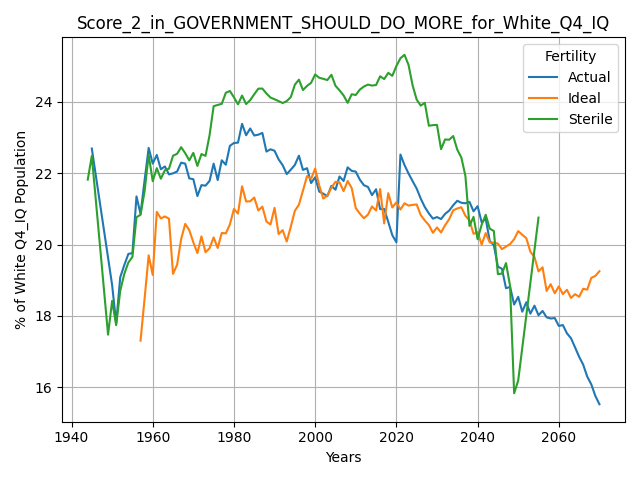 Score_2_in_GOVERNMENT_SHOULD_DO_MORE_for_White_Q4_IQ
Fertility
Actual
Ideal
Sterile
% of White Q4_IQ Population
24
22
20
18
16
1940
1960
1980
2000
2020
2040
2060
Years